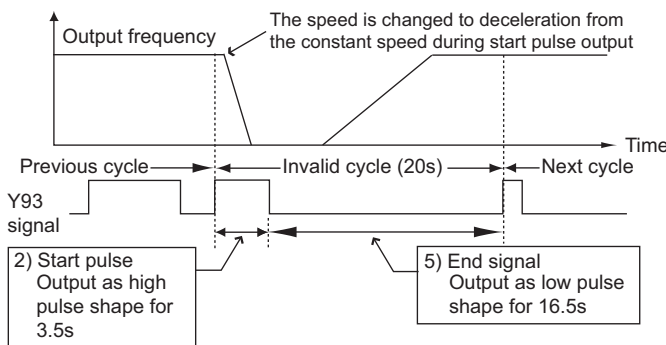 Output frequency
The speed is changed to deceleration from
the constant speed during start pulse output
Time
Previous cycle
Invalid cycle (20s)
Next cycle
Y93
signal
2) Start pulse
Output as high
pulse shape for
3.5s
5) End signal
Output as low pulse
shape for 16.5s